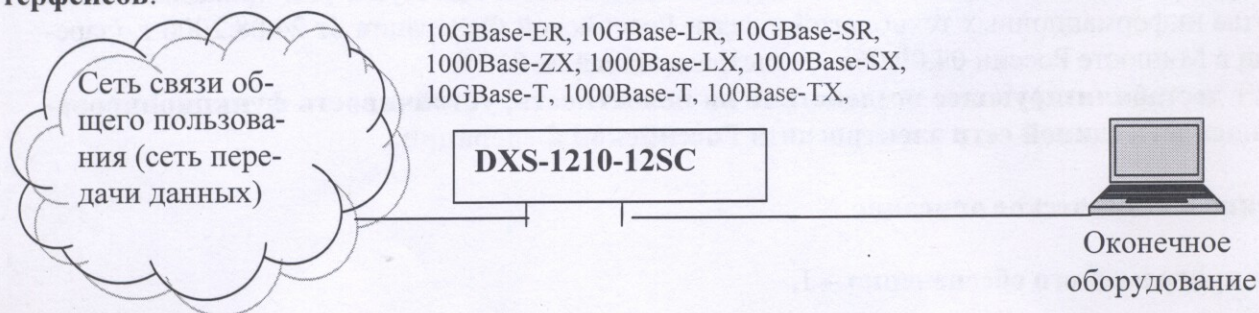 терфейсов:
10GBase-ER, 10GBase-LR, 10GBase-SR,
1000Base-ZX, 1000Base-LX, 1000Base-SX,
10GBase-T, 1000Base-T 100Base-TX.
Сеть связи об-
щего пользова-
ния (сеть пере-
дачи данных)
DXS-1210-12SC
Оконечное
оборудование